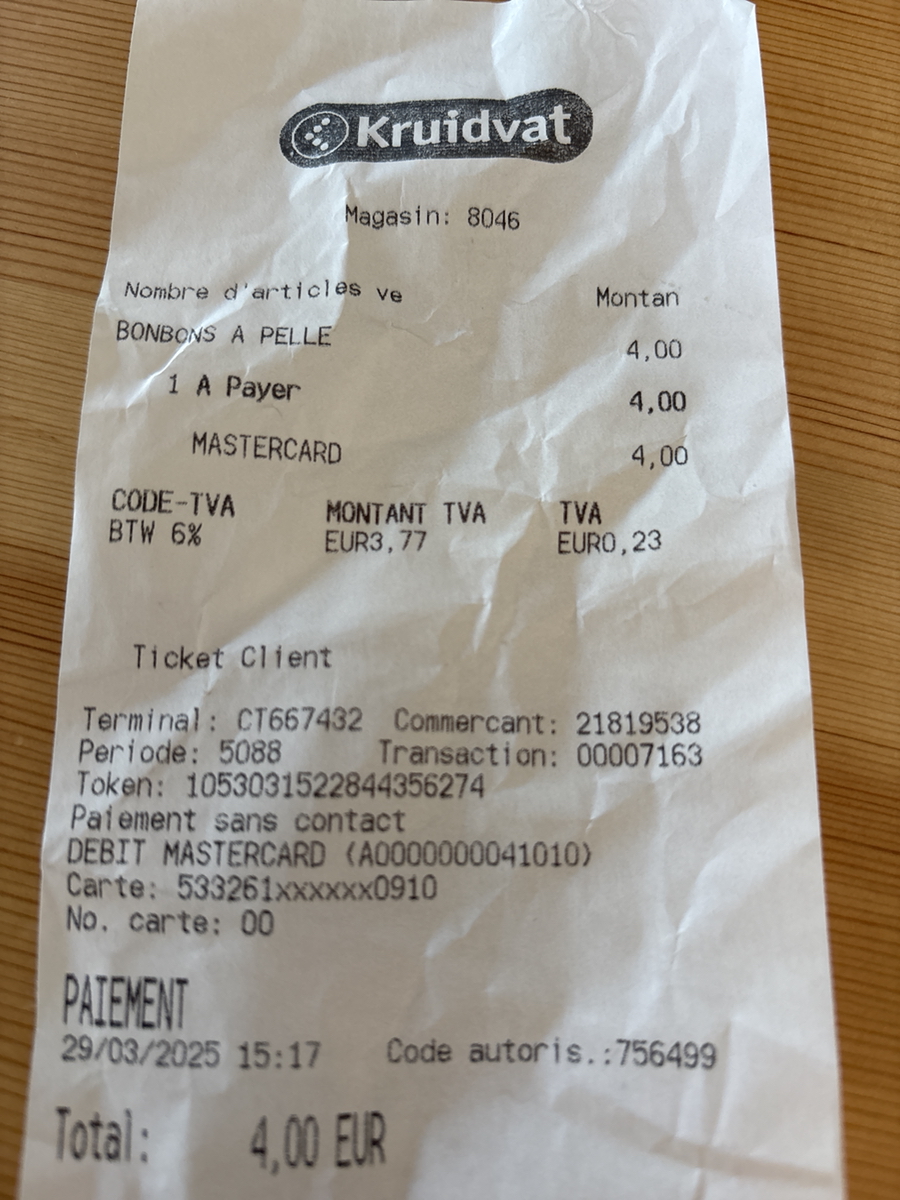 Kruidvat
Magasin: 8046
Nombre d'articles ve Montan
BONBONS A PELLE 4,00
1 A Payer 4,00
MASTERCARD 4,00
CODE-TVA MONTANT TVA TVA
BTW 6% EUR3,77 EUR0,23
Ticket Client
Terminal: CT667432 Commercant: 21819538
Periode: 5088 Transaction: 00007163
Token: 1053031522844356274
Paiement sans contact
DEBIT MASTERCARD (A0000000041010)
Carte: 533261xxxxxx0910
No. carte: 00
PAIEMENT
29/03/2025 15:17 Code autoris.:756499
Total: 4,00 EUR